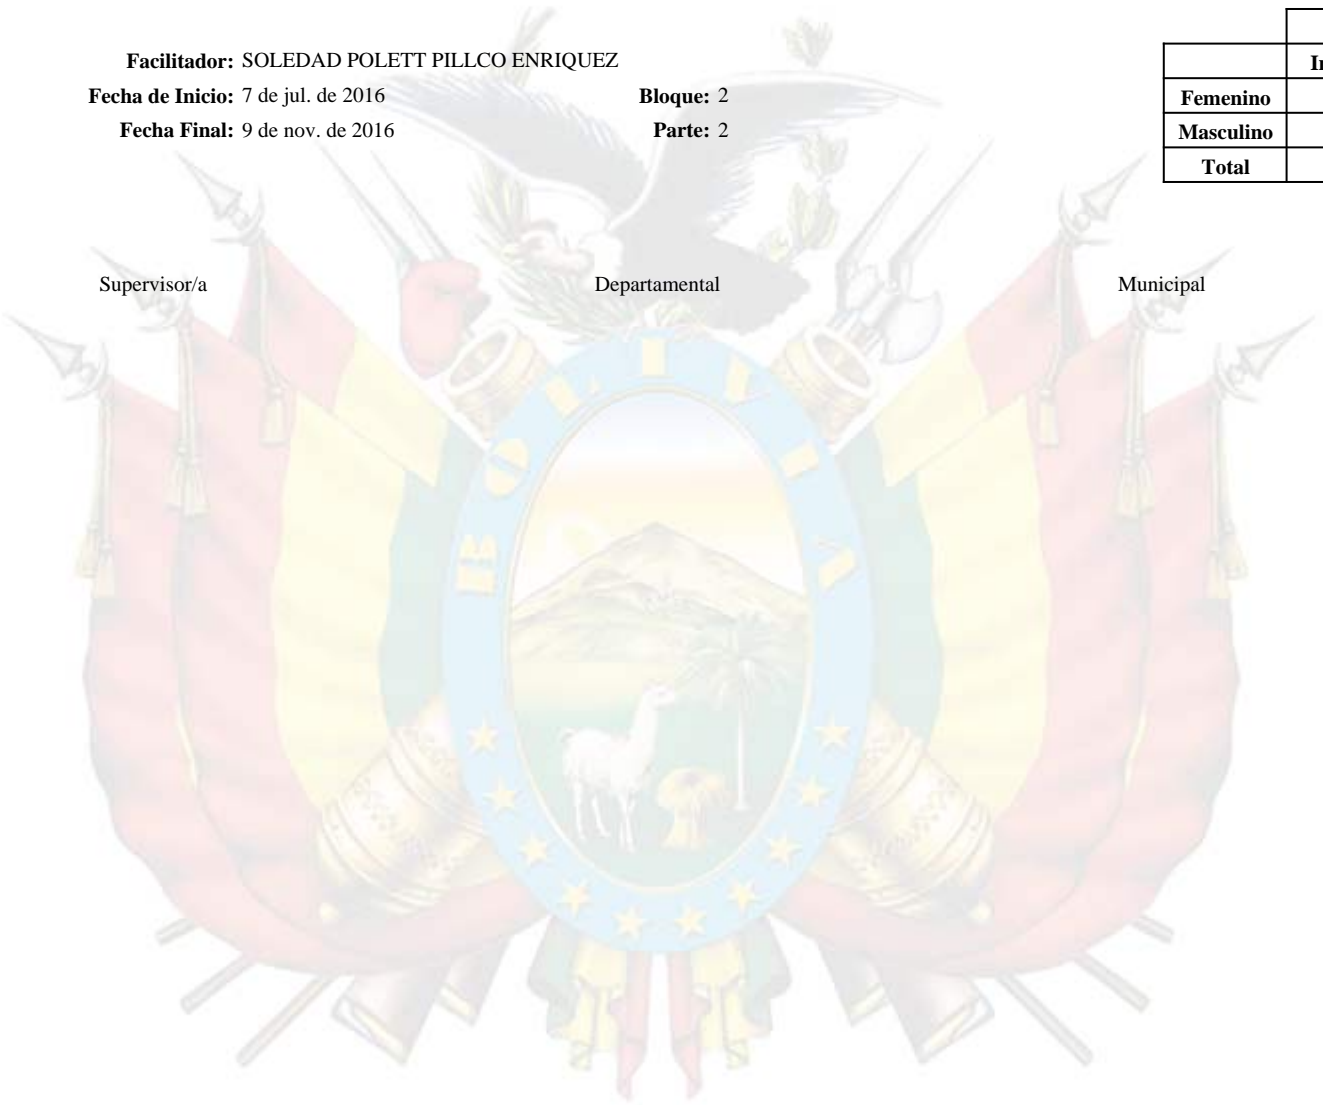 Facilitador: SOLEDAD POLETT PILLCO ENRIQUEZ
Fecha de Inicio: 7 de jul. de 2016 Bloque: 2
Fecha Final: 9 de nov. de 2016 Parte: 2
Femenino
Masculino
Total
Supervisor/a Departamental Municipal
BOLIVIA